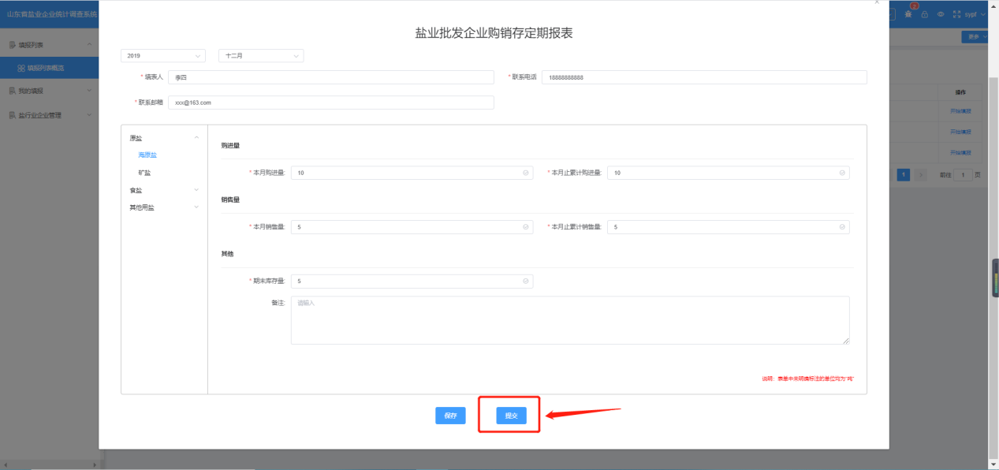 山东省盐业企业统计调查系统
2
sypf
填报列表
更多
填报列表概览
我的填报
盐行业企业管理
盐业批发企业购销存定期报表
2019 十二月
* 填表人 李四 * 联系电话 18888888888
* 联系邮箱 xxx@163.com
操作
开始填报
开始填报
开始填报
1 前往 1 页
原盐
海原盐
矿盐
食盐
其他用盐
购进量
* 本月购进量: 10 * 本月止累计购进量: 10
销售量
* 本月销售量: 5 * 本月止累计销售量: 5
其他
* 期末库存量: 5
备注: 请输入
说明: 表单中未明确标注的单位均为"吨"
保存 提交